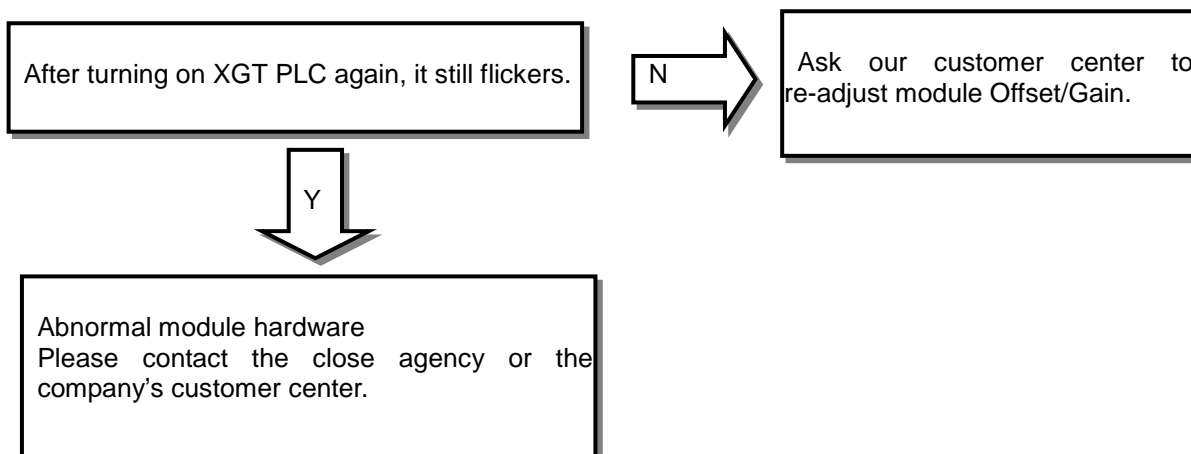 After turning on XGT PLC again, it still flickers.
N
Ask our customer center to
re-adjust module Offset/Gain.
Y
Abnormal module hardware
Please contact the close agency or the
company’s customer center.